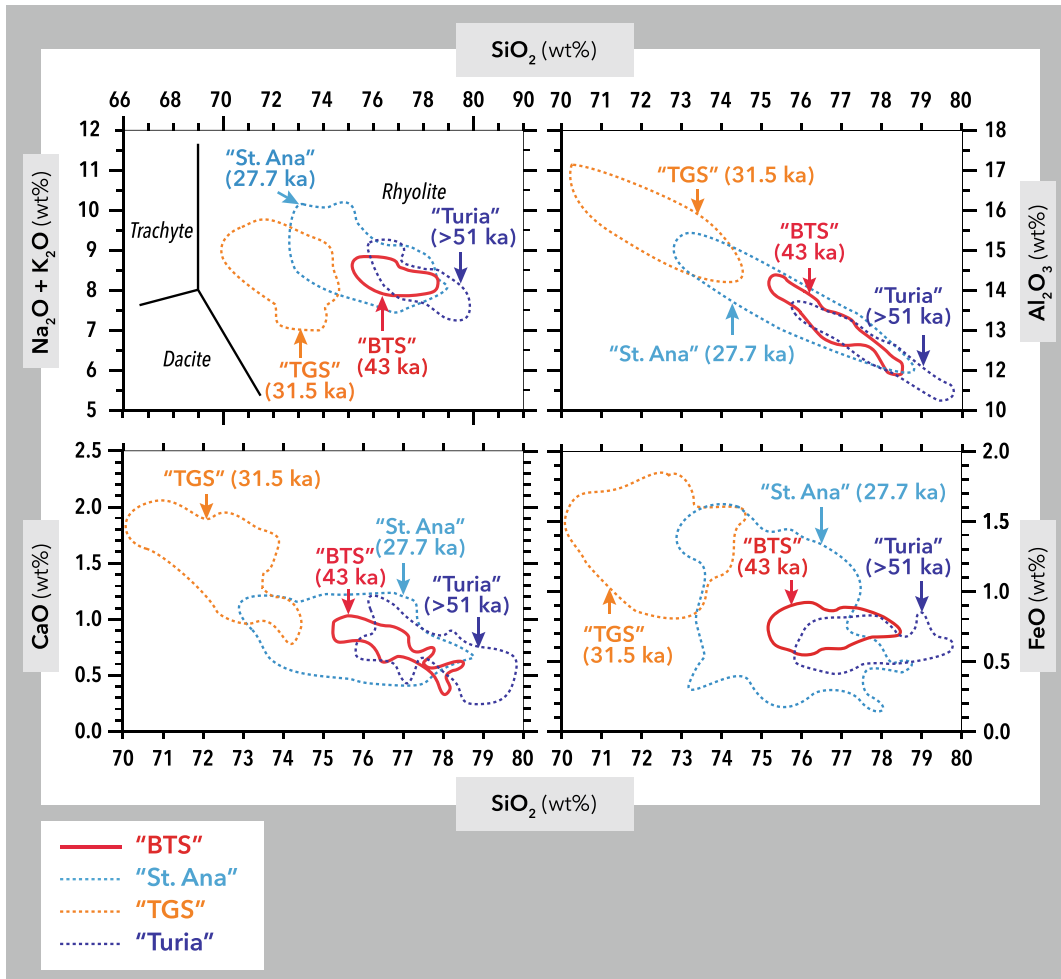 SiO₂ (wt%)
66 68 70 72 74 76 78 90
70 71 72 73 74 75 76 77 78 79 80
Na₂O + K₂O (wt%)
12
11
10
9
8
7
6
5
“St. Ana”
(27.7 ka)
Rhyolite
Trachyte
“Turia”
(>51 ka)
“BTS”
(43 ka)
Dacite
“TGS”
(31.5 ka)
“TGS” (31.5 ka)
“BTS”
(43 ka)
“Turia”
(>51 ka)
“St. Ana” (27.7 ka)
18
17
16
15
14
13
12
11
10
Al₂O₃ (wt%)
CaO (wt%)
2.5
2.0
1.5
1.0
0.5
0.0
“TGS” (31.5 ka)
“St. Ana”
(27.7 ka)
“BTS”
(43 ka)
“Turia”
(>51 ka)
“St. Ana” (27.7 ka)
“BTS”
(43 ka)
“Turia”
(>51 ka)
“TGS”
(31.5 ka)
2.0
1.5
1.0
0.5
0.0
FeO (wt%)
70 71 72 73 74 75 76 77 78 79 80
70 71 72 73 74 75 76 77 78 79 80
SiO₂ (wt%)
“BTS”
“St. Ana”
“TGS”
“Turia”